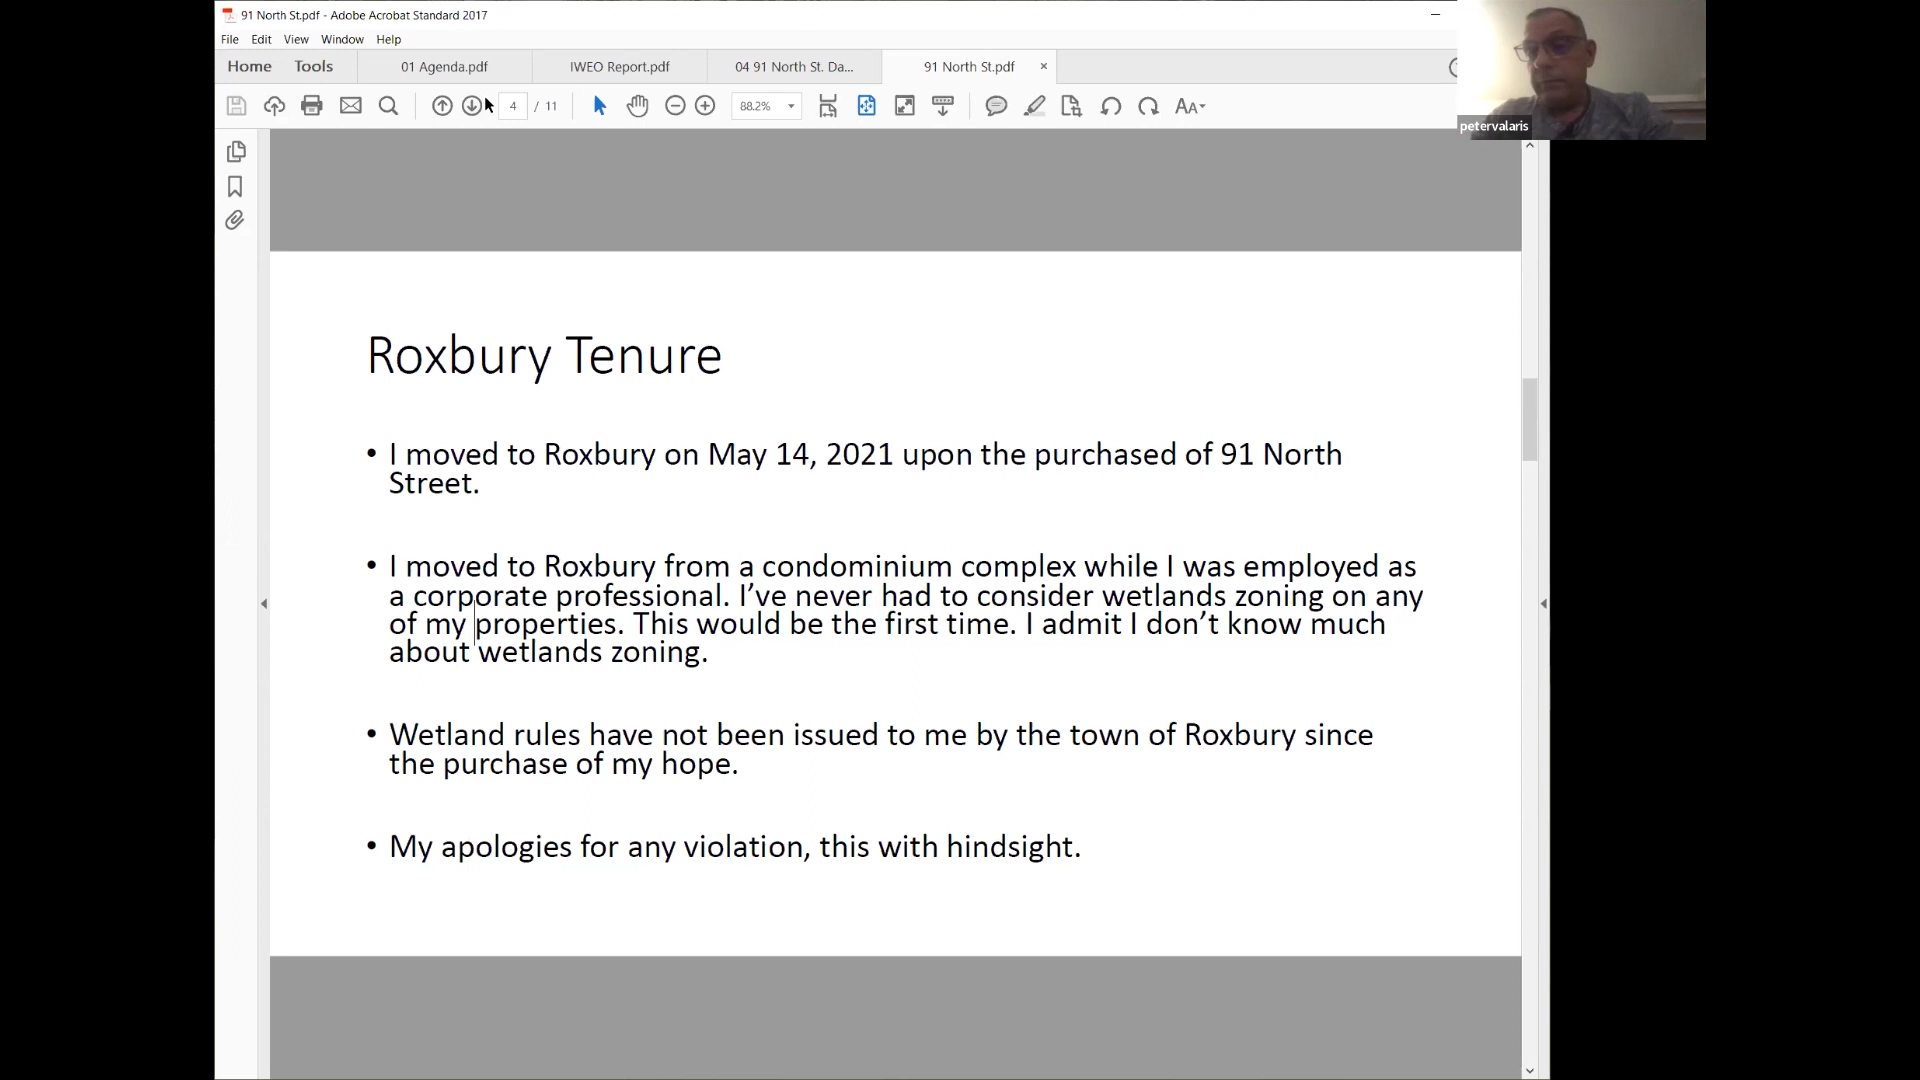 91 North St.pdf - Adobe Acrobat Standard 2017
File Edit View Window Help
Home Tools 01 Agenda.pdf IWEO Report.pdf 04 91 North St. Da... 91 North St.pdf ×
4 / 11 88.2%
petervalaris
Roxbury Tenure
• I moved to Roxbury on May 14, 2021 upon the purchased of 91 North
Street.
• I moved to Roxbury from a condominium complex while I was employed as
a corporate professional. I’ve never had to consider wetlands zoning on any
of my properties. This would be the first time. I admit I don’t know much
about wetlands zoning.
• Wetland rules have not been issued to me by the town of Roxbury since
the purchase of my hope.
• My apologies for any violation, this with hindsight.